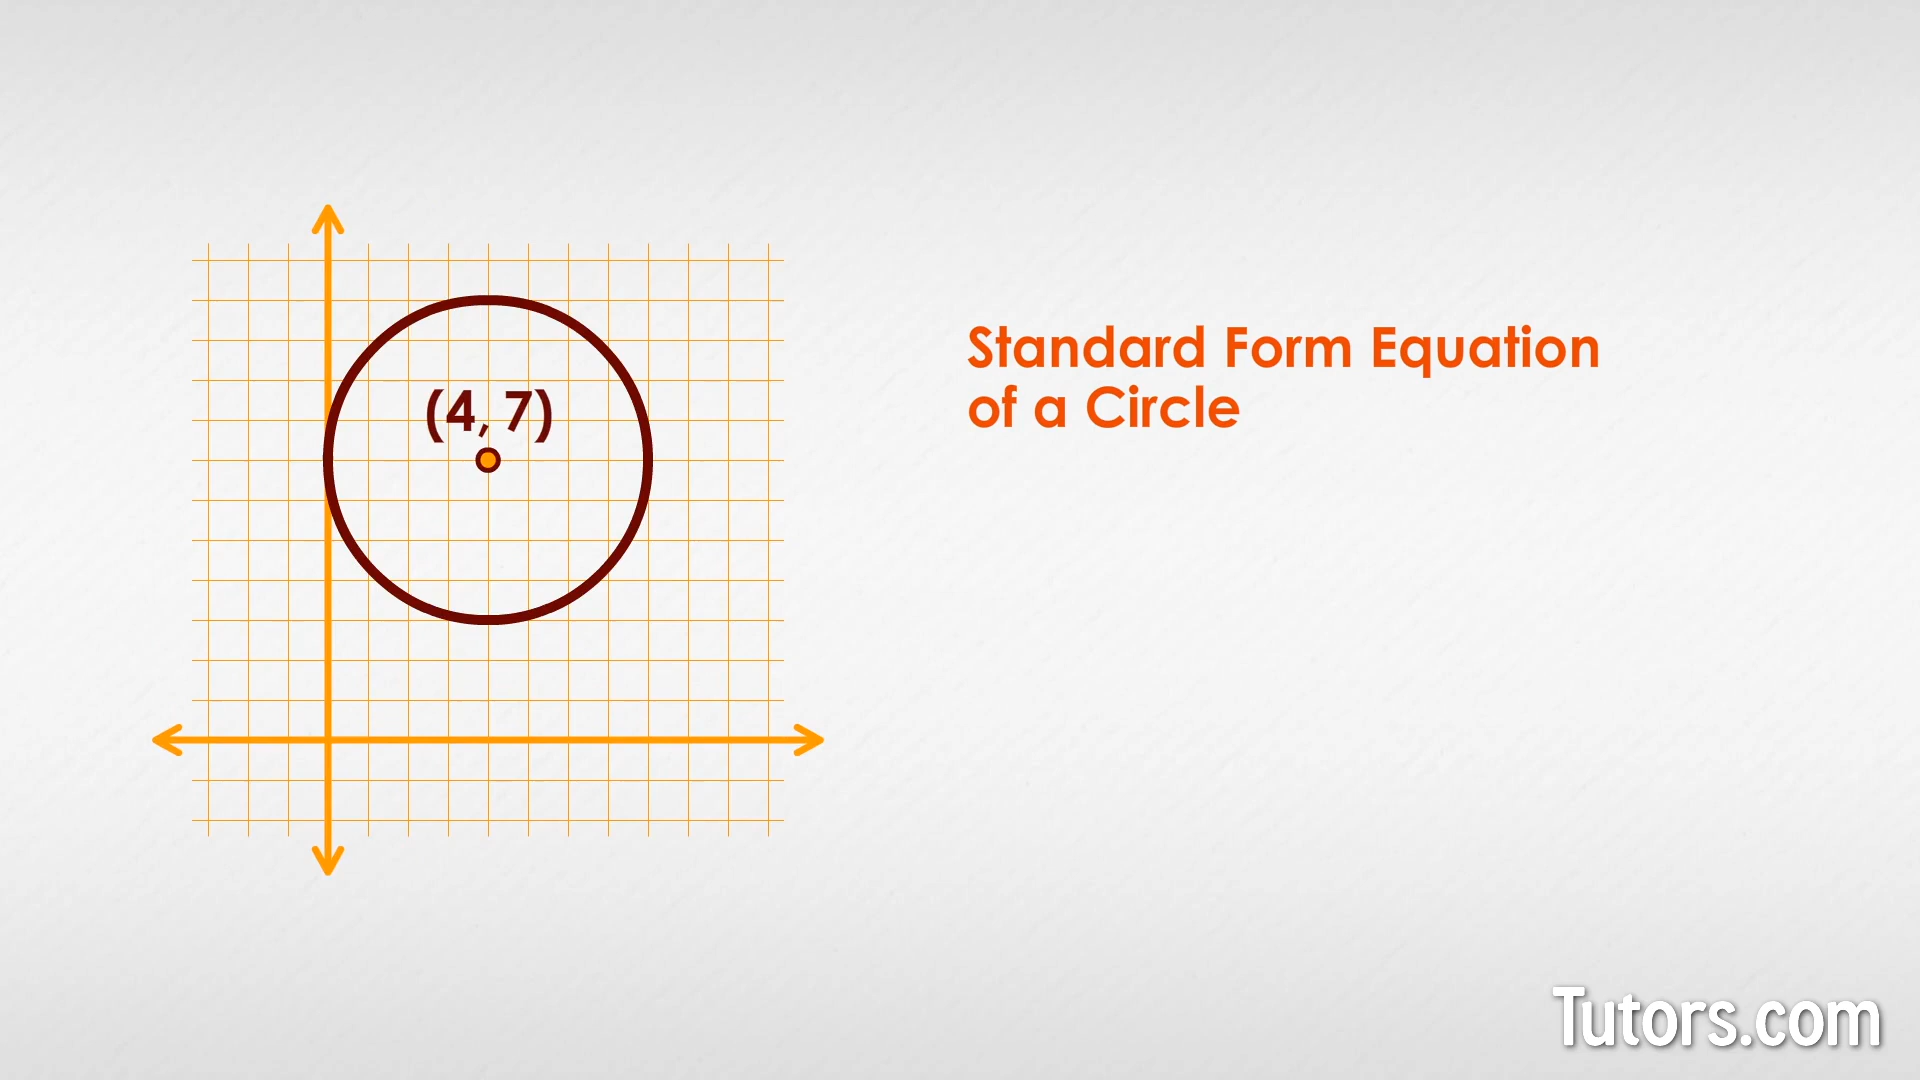 (4, 7)
Standard Form Equation
of a Circle
Tutors.com